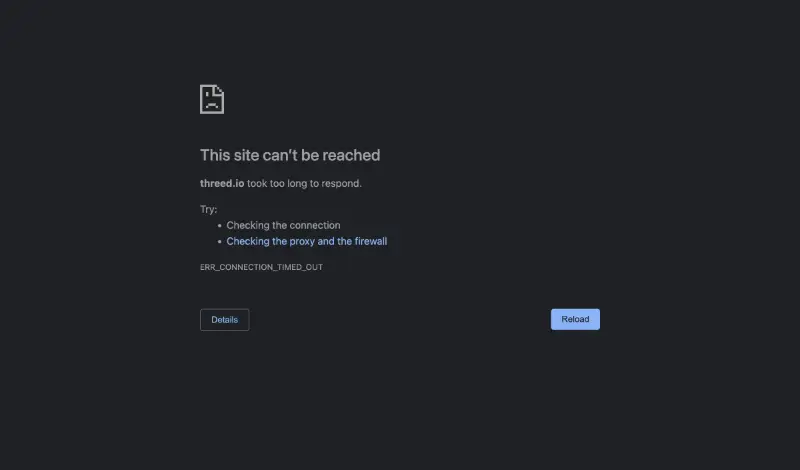 This site can't be reached
threed.io took too long to respond.
Try:
• Checking the connection
• Checking the proxy and the firewall
ERR_CONNECTION_TIMED_OUT
Details
Reload